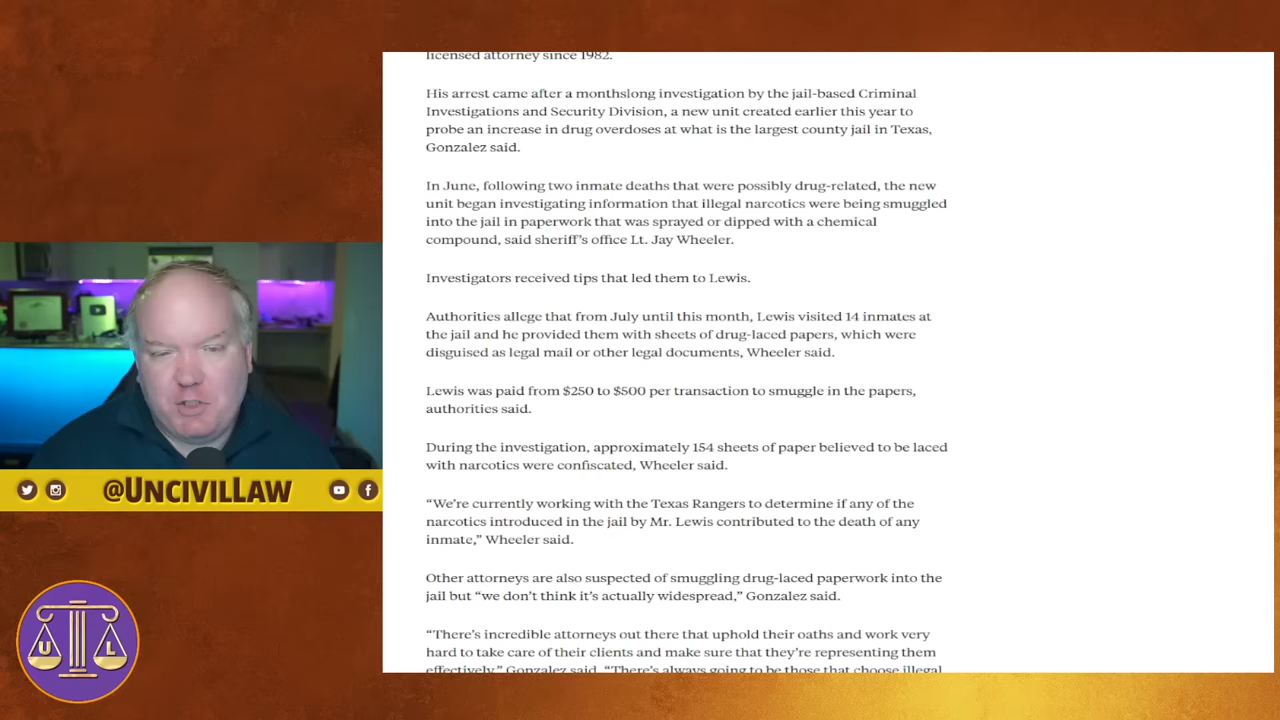 licensed attorney since 1982.
His arrest came after a monthslong investigation by the jail-based Criminal
Investigations and Security Division, a new unit created earlier this year to
probe an increase in drug overdoses at what is the largest county jail in Texas,
Gonzalez said.
In June, following two inmate deaths that were possibly drug-related, the new
unit began investigating information that illegal narcotics were being smuggled
into the jail in paperwork that was sprayed or dipped with a chemical
compound, said sheriff’s office Lt. Jay Wheeler.
Investigators received tips that led them to Lewis.
Authorities allege that from July until this month, Lewis visited 14 inmates at
the jail and he provided them with sheets of drug-laced papers, which were
disguised as legal mail or other legal documents, Wheeler said.
Lewis was paid from $250 to $500 per transaction to smuggle in the papers,
authorities said.
During the investigation, approximately 154 sheets of paper believed to be laced
with narcotics were confiscated, Wheeler said.
“We’re currently working with the Texas Rangers to determine if any of the
narcotics introduced in the jail by Mr. Lewis contributed to the death of any
inmate,” Wheeler said.
Other attorneys are also suspected of smuggling drug-laced paperwork into the
jail but “we don’t think it’s actually widespread,” Gonzalez said.
“There’s incredible attorneys out there that uphold their oaths and work very
hard to take care of their clients and make sure that they’re representing them
effectively,” Gonzalez said. “There’s always going to be those that choose illegal
@UNCIVILLAW
U L